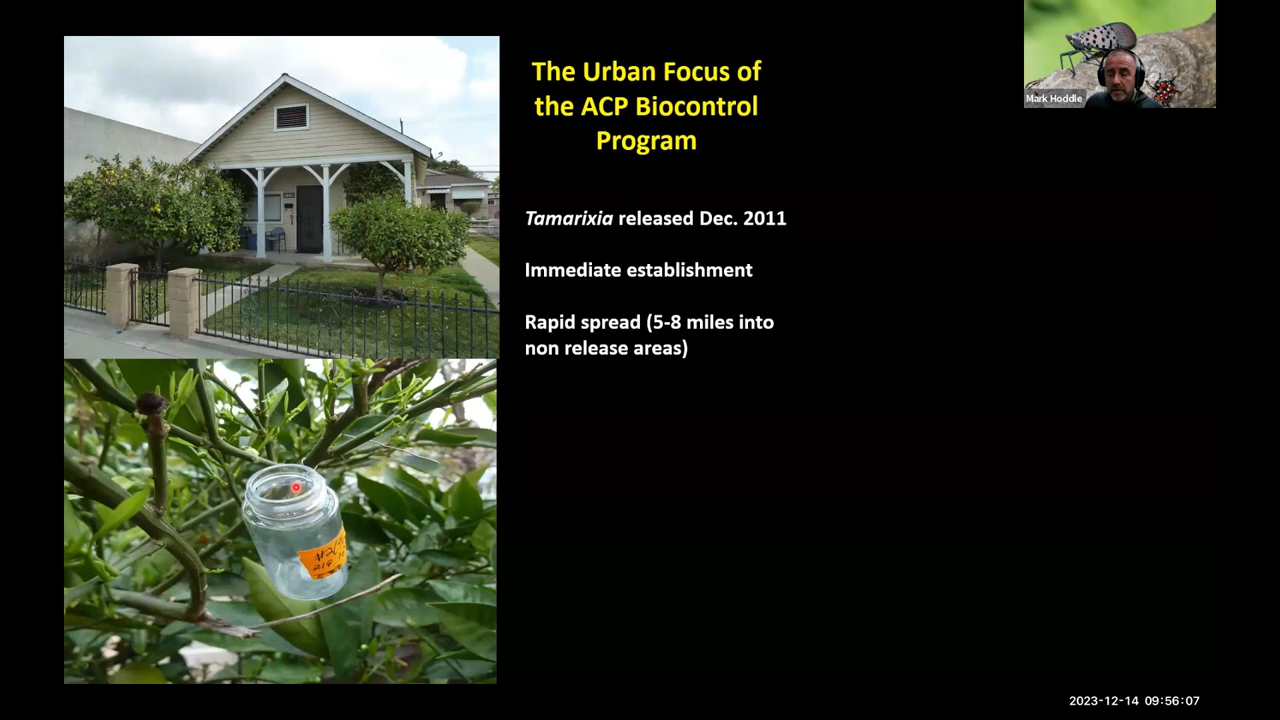 The Urban Focus of
the ACP Biocontrol
Program
Mark Hoddle
Tamarixia released Dec. 2011
Immediate establishment
Rapid spread (5-8 miles into
non release areas)
2023-12-14 09:56:07